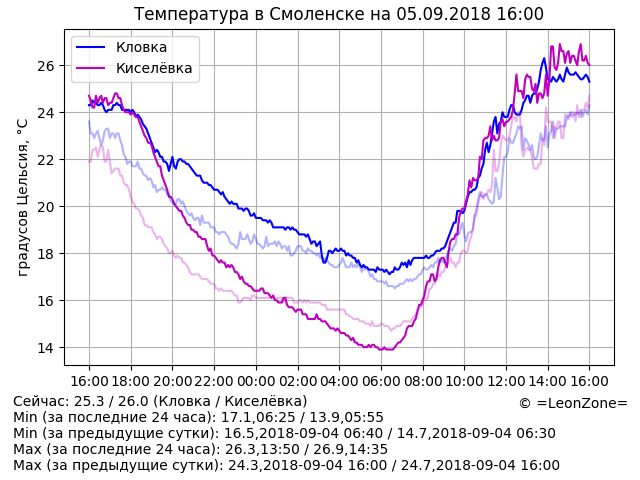 Температура в Смоленске на 05.09.2018 16:00
Кловка
Киселёвка
градусов Цельсия, °C
26
24
22
20
18
16
14
16:00 18:00 20:00 22:00 00:00 02:00 04:00 06:00 08:00 10:00 12:00 14:00 16:00
Сейчас: 25.3 / 26.0 (Кловка / Киселёвка)
© =LeonZone=
Min (за последние 24 часа): 17.1,06:25 / 13.9,05:55
Min (за предыдущие сутки): 16.5,2018-09-04 06:40 / 14.7,2018-09-04 06:30
Max (за последние 24 часа): 26.3,13:50 / 26.9,14:35
Max (за предыдущие сутки): 24.3,2018-09-04 16:00 / 24.7,2018-09-04 16:00